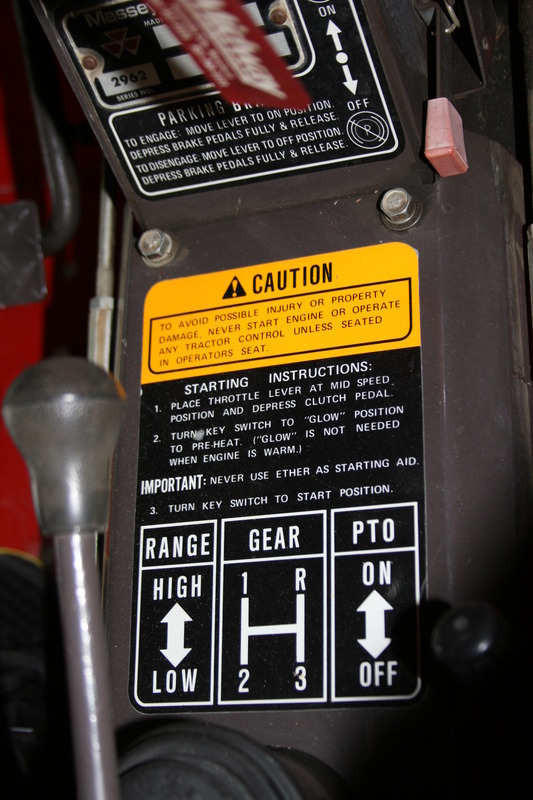 Masse
MADE
2962
SERIES NO.
ON
OFF
P
PARKING BRA
TO ENGAGE: MOVE LEVER TO ON POSITION.
DEPRESS BRAKE PEDALS FULLY & RELEASE.
TO DISENGAGE: MOVE LEVER TO OFF POSITION.
DEPRESS BRAKE PEDALS FULLY & RELEASE.
CAUTION
TO AVOID POSSIBLE INJURY OR PROPERTY
DAMAGE, NEVER START ENGINE OR OPERATE
ANY TRACTOR CONTROL UNLESS SEATED
IN OPERATORS SEAT.
STARTING INSTRUCTIONS:
1. PLACE THROTTLE LEVER AT MID SPEED
POSITION AND DEPRESS CLUTCH PEDAL.
2. TURN KEY SWITCH TO "GLOW" POSITION
TO PRE-HEAT. ("GLOW" IS NOT NEEDED
WHEN ENGINE IS WARM.)
IMPORTANT: NEVER USE ETHER AS STARTING AID.
3. TURN KEY SWITCH TO START POSITION.
RANGE GEAR PTO
HIGH 1 R ON
LOW 2 3 OFF